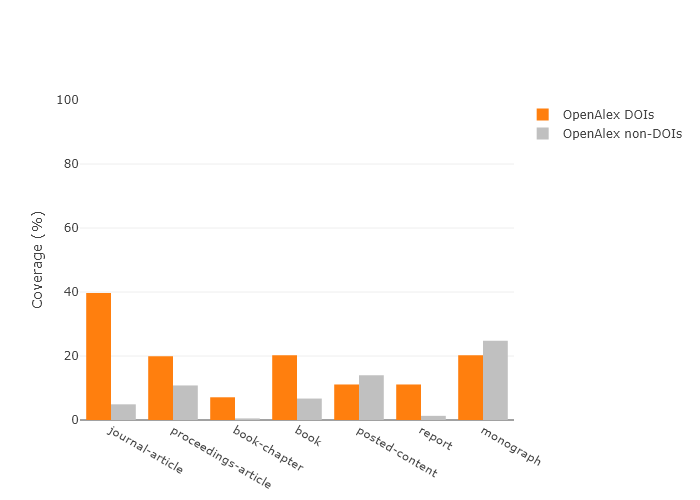 OpenAlex DOIs
OpenAlex non-DOIs
Coverage (%)
100
80
60
40
20
0
journal-article
proceedings-article
book-chapter
book
posted-content
report
monograph